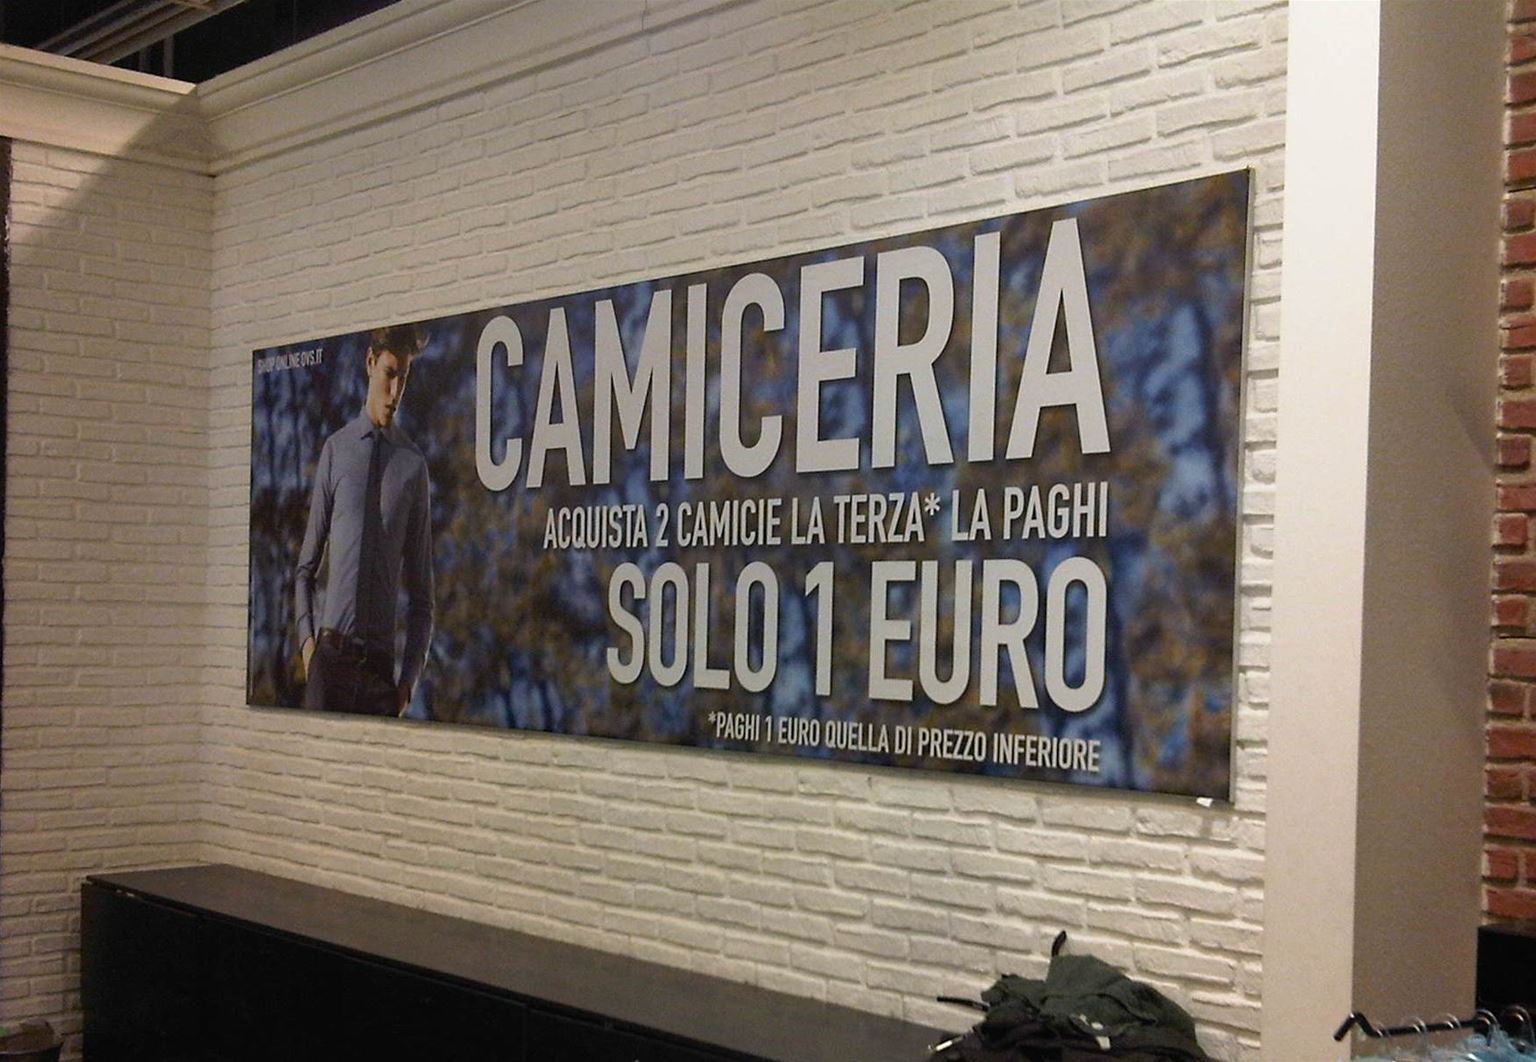 SHOP ONLINE OVS.IT
CAMICERIA
ACQUISTA 2 CAMICIE LA TERZA* LA PAGHI
SOLO 1 EURO
*PAGHI 1 EURO QUELLA DI PREZZO INFERIORE